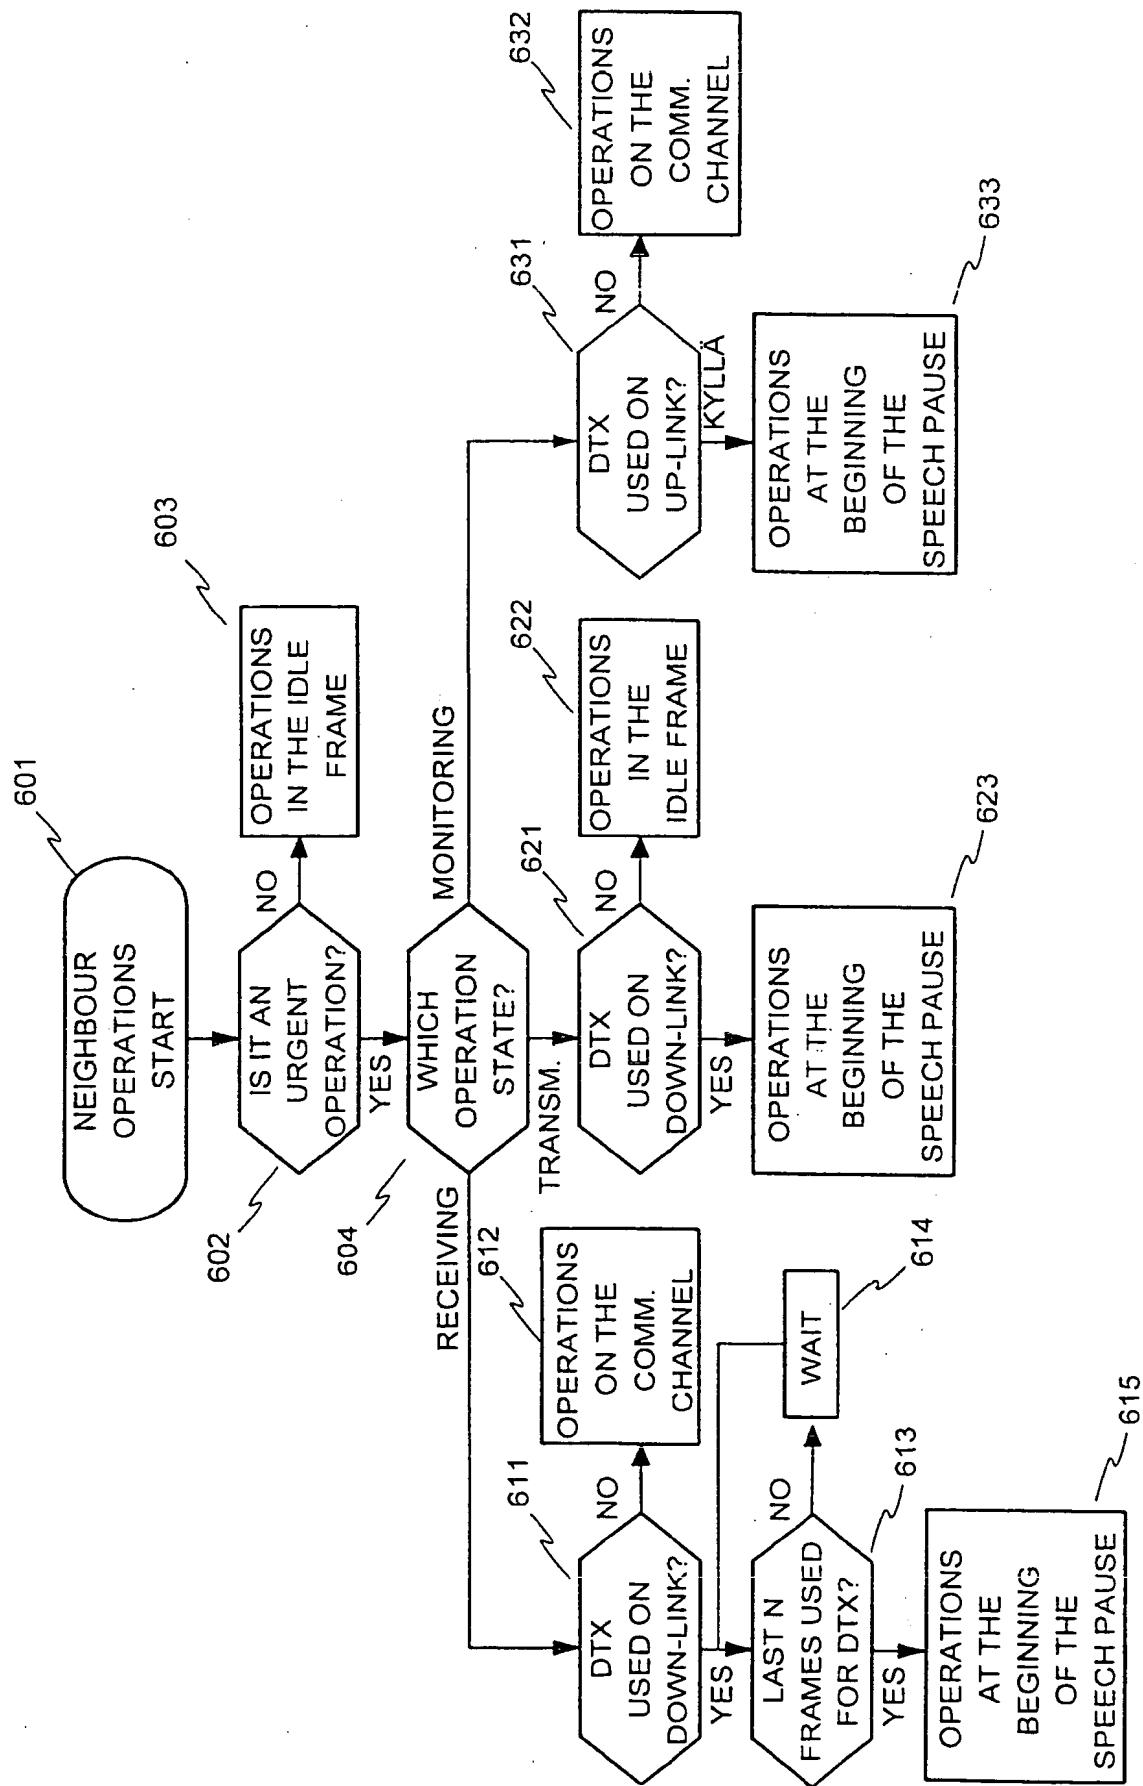 601
NEIGHBOUR
OPERATIONS
START
602
IS IT AN
URGENT
OPERATION?
NO
603
OPERATIONS
IN THE IDLE
FRAME
YES
604
WHICH
OPERATION
STATE?
RECEIVING
TRANSM.
MONITORING
611
DTX
USED ON
DOWN-LINK?
NO
612
OPERATIONS
ON THE
COMM.
CHANNEL
YES
613
LAST N
FRAMES USED
FOR DTX?
NO
614
WAIT
YES
615
OPERATIONS
AT THE
BEGINNING
OF THE
SPEECH PAUSE
621
DTX
USED ON
DOWN-LINK?
NO
622
OPERATIONS
IN THE
IDLE FRAME
YES
623
OPERATIONS
AT THE
BEGINNING
OF THE
SPEECH PAUSE
631
DTX
USED ON
UP-LINK?
NO
632
OPERATIONS
ON THE
COMM.
CHANNEL
KYLLÄ
633
OPERATIONS
AT THE
BEGINNING
OF THE
SPEECH PAUSE